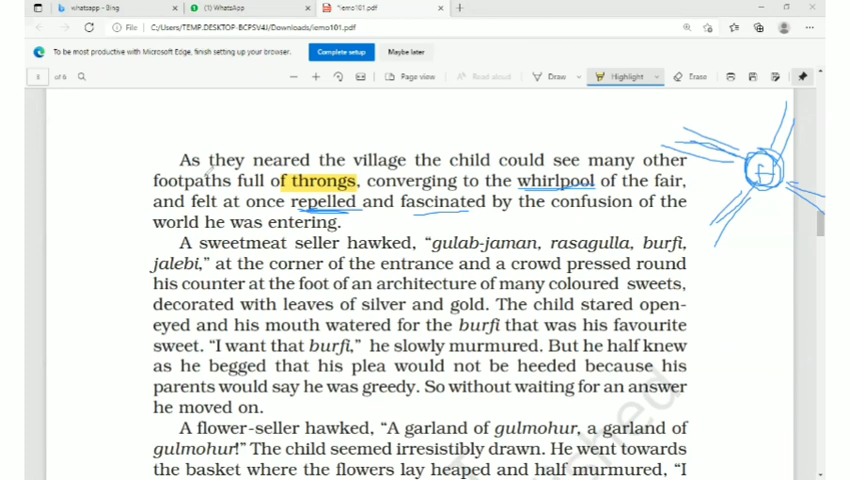 whatsapp - Bing
WhatsApp
*iemo101.pdf
File
C:/Users/TEMP.DESKTOP-BCPSV4J/Downloads/iemo101.pdf
To be most productive with Microsoft Edge, finish setting up your browser.
Complete setup
Maybe later
of 6
Page view
Read aloud
Draw
Highlight
Erase
As they neared the village the child could see many other
footpaths full of throngs, converging to the whirlpool of the fair,
and felt at once repelled and fascinated by the confusion of the
world he was entering.
A sweetmeat seller hawked, “gulab-jaman, rasagulla, burfi,
jalebi,” at the corner of the entrance and a crowd pressed round
his counter at the foot of an architecture of many coloured sweets,
decorated with leaves of silver and gold. The child stared open-
eyed and his mouth watered for the burfi that was his favourite
sweet. “I want that burfi,” he slowly murmured. But he half knew
as he begged that his plea would not be heeded because his
parents would say he was greedy. So without waiting for an answer
he moved on.
A flower-seller hawked, “A garland of gulmohur, a garland of
gulmohur!” The child seemed irresistibly drawn. He went towards
the basket where the flowers lay heaped and half murmured, “I